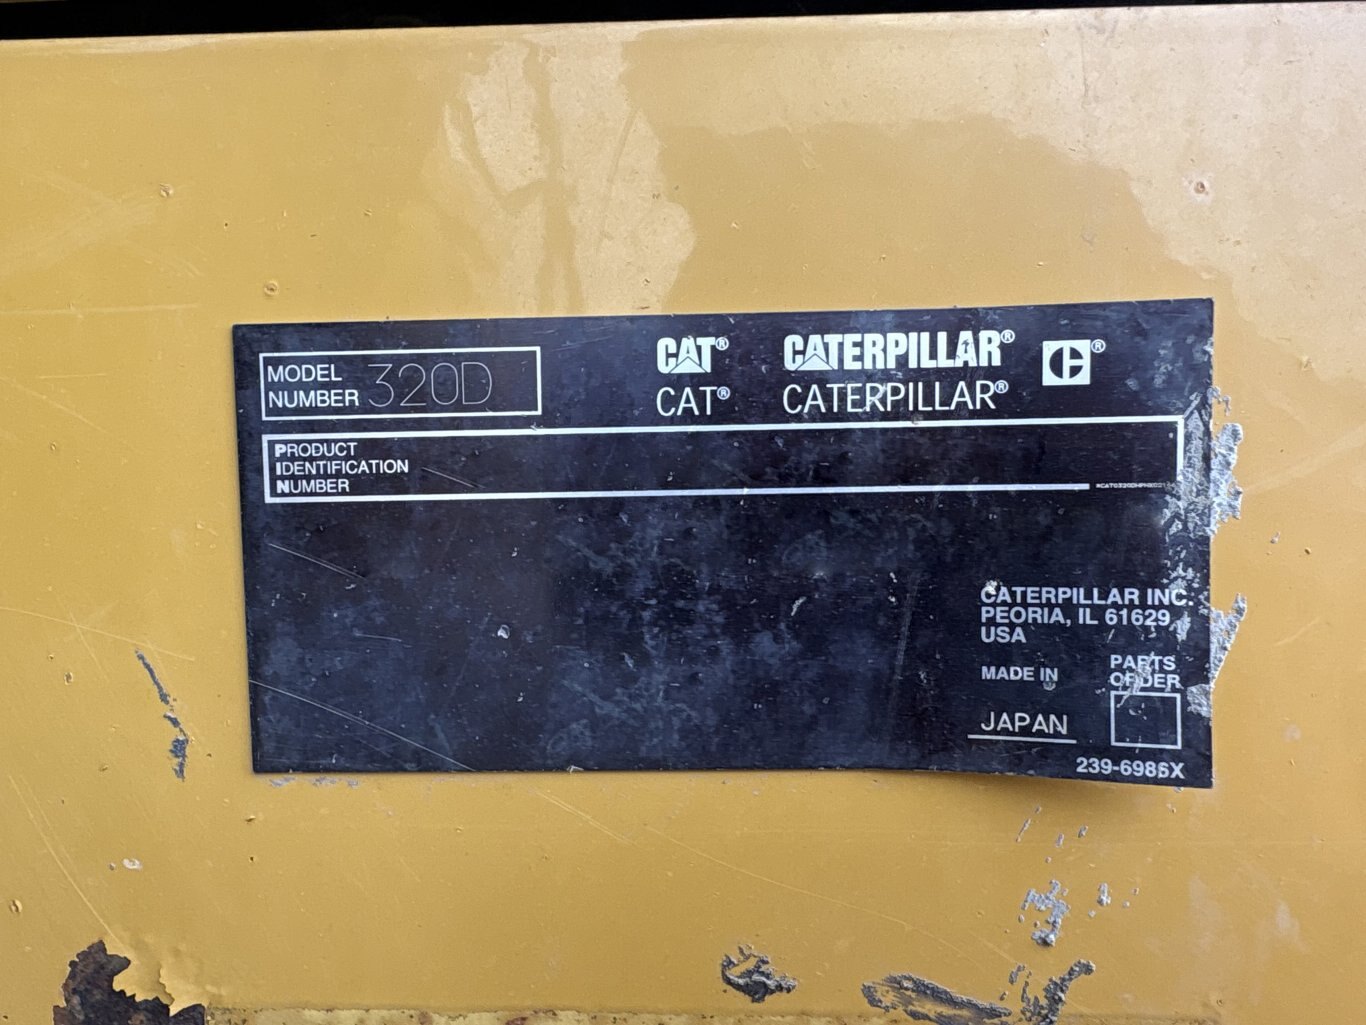 MODEL
NUMBER 320D
CAT® CATERPILLAR® C®
CAT® CATERPILLAR®
PRODUCT
IDENTIFICATION
NUMBER
CATERPILLAR INC.
PEORIA, IL 61629,
USA
MADE IN
JAPAN
PARTS
ORDER
239-6986X